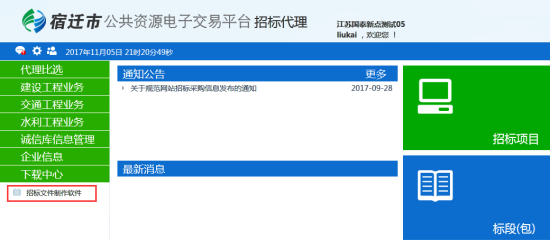 宿迁市 公共资源电子交易平台 招标代理
江苏国泰新点测试05
liukai ，欢迎您！
2017年11月05日 21时20分49秒
代理比选
建设工程业务
交通工程业务
水利工程业务
诚信库信息管理
企业信息
下载中心
招标文件制作软件
通知公告 更多
关于规范网站招标采购信息发布的通知 2017-09-28
最新消息
招标项目
标段(包)